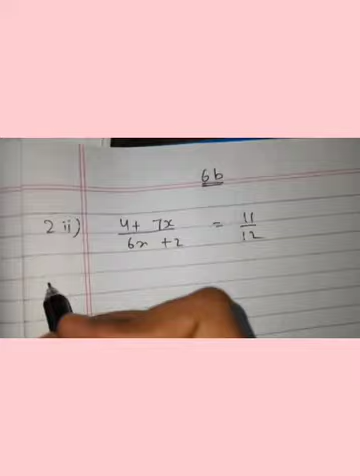 6b
2 ii) 4 + 7x / 6x + 2 = 11 / 12